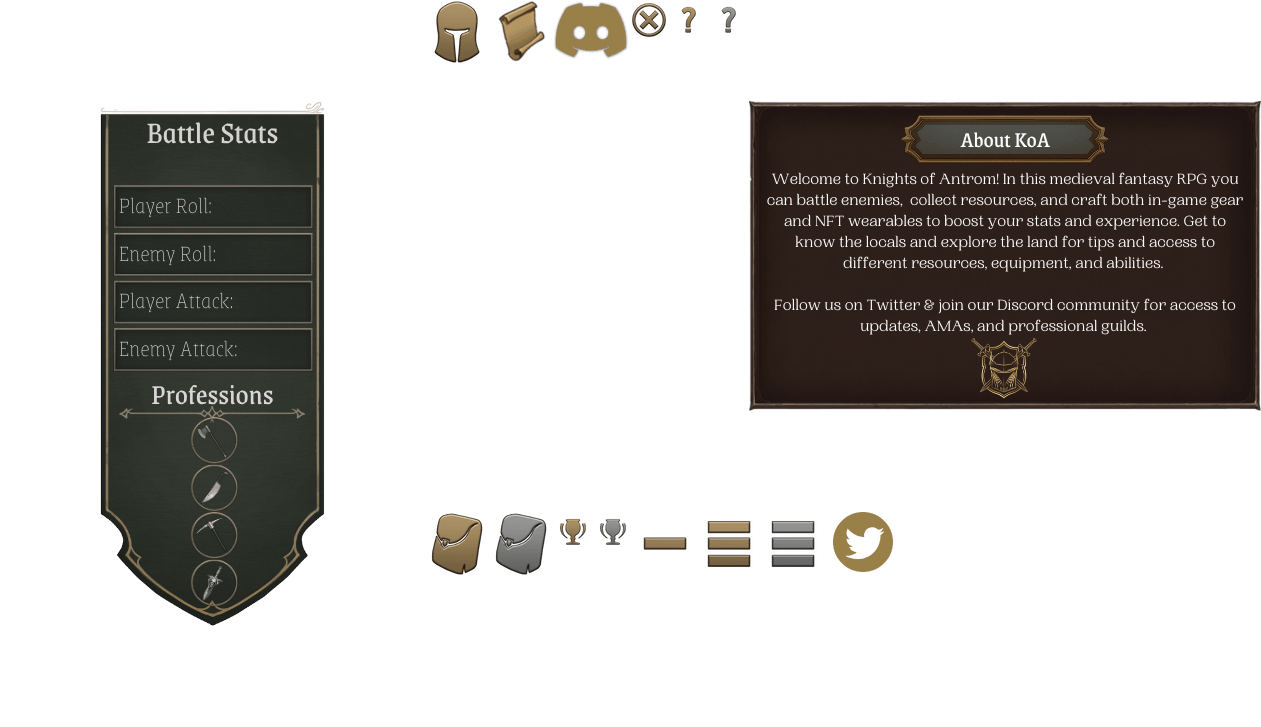 Battle Stats
Player Roll:
Enemy Roll:
Player Attack:
Enemy Attack:
Professions
About KoA
Welcome to Knights of Antrom! In this medieval fantasy RPG you
can battle enemies,  collect resources, and craft both in-game gear
and NFT wearables to boost your stats and experience. Get to
know the locals and explore the land for tips and access to
different resources, equipment, and abilities.
Follow us on Twitter & join our Discord community for access to
updates, AMAs, and professional guilds.
? ?